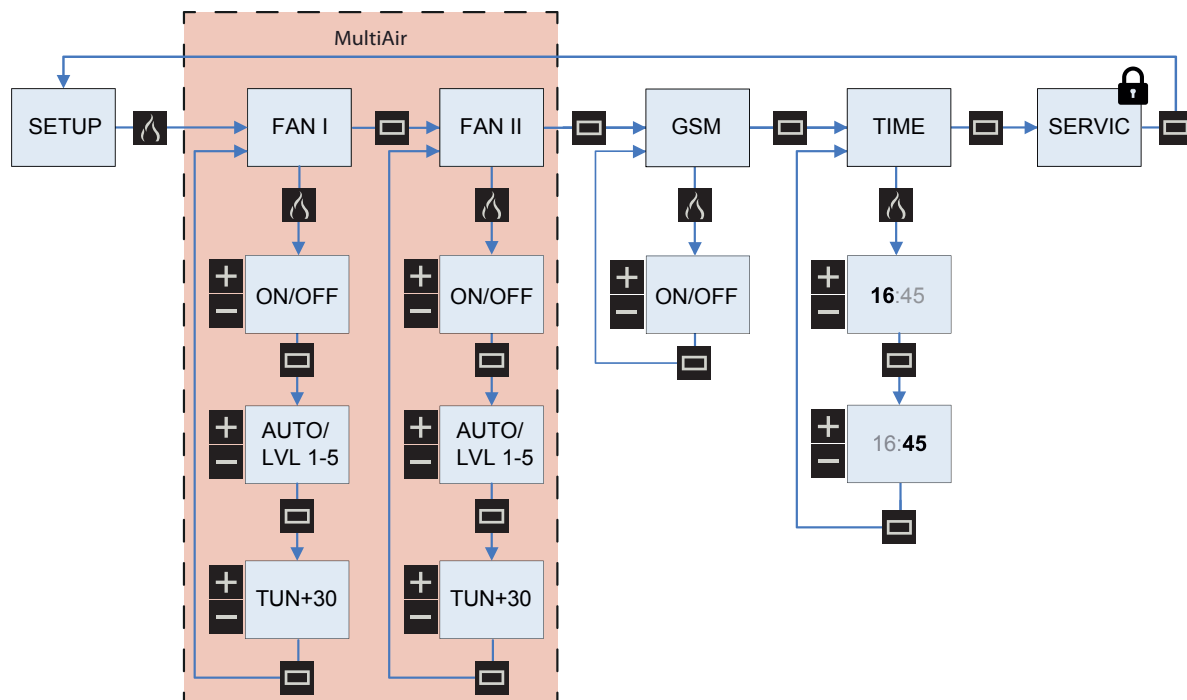 MultiAir
SETUP
FAN I
FAN II
GSM
TIME
SERVIC
ON/OFF
ON/OFF
ON/OFF
16:45
AUTO/
LVL 1-5
AUTO/
LVL 1-5
16:45
TUN+30
TUN+30